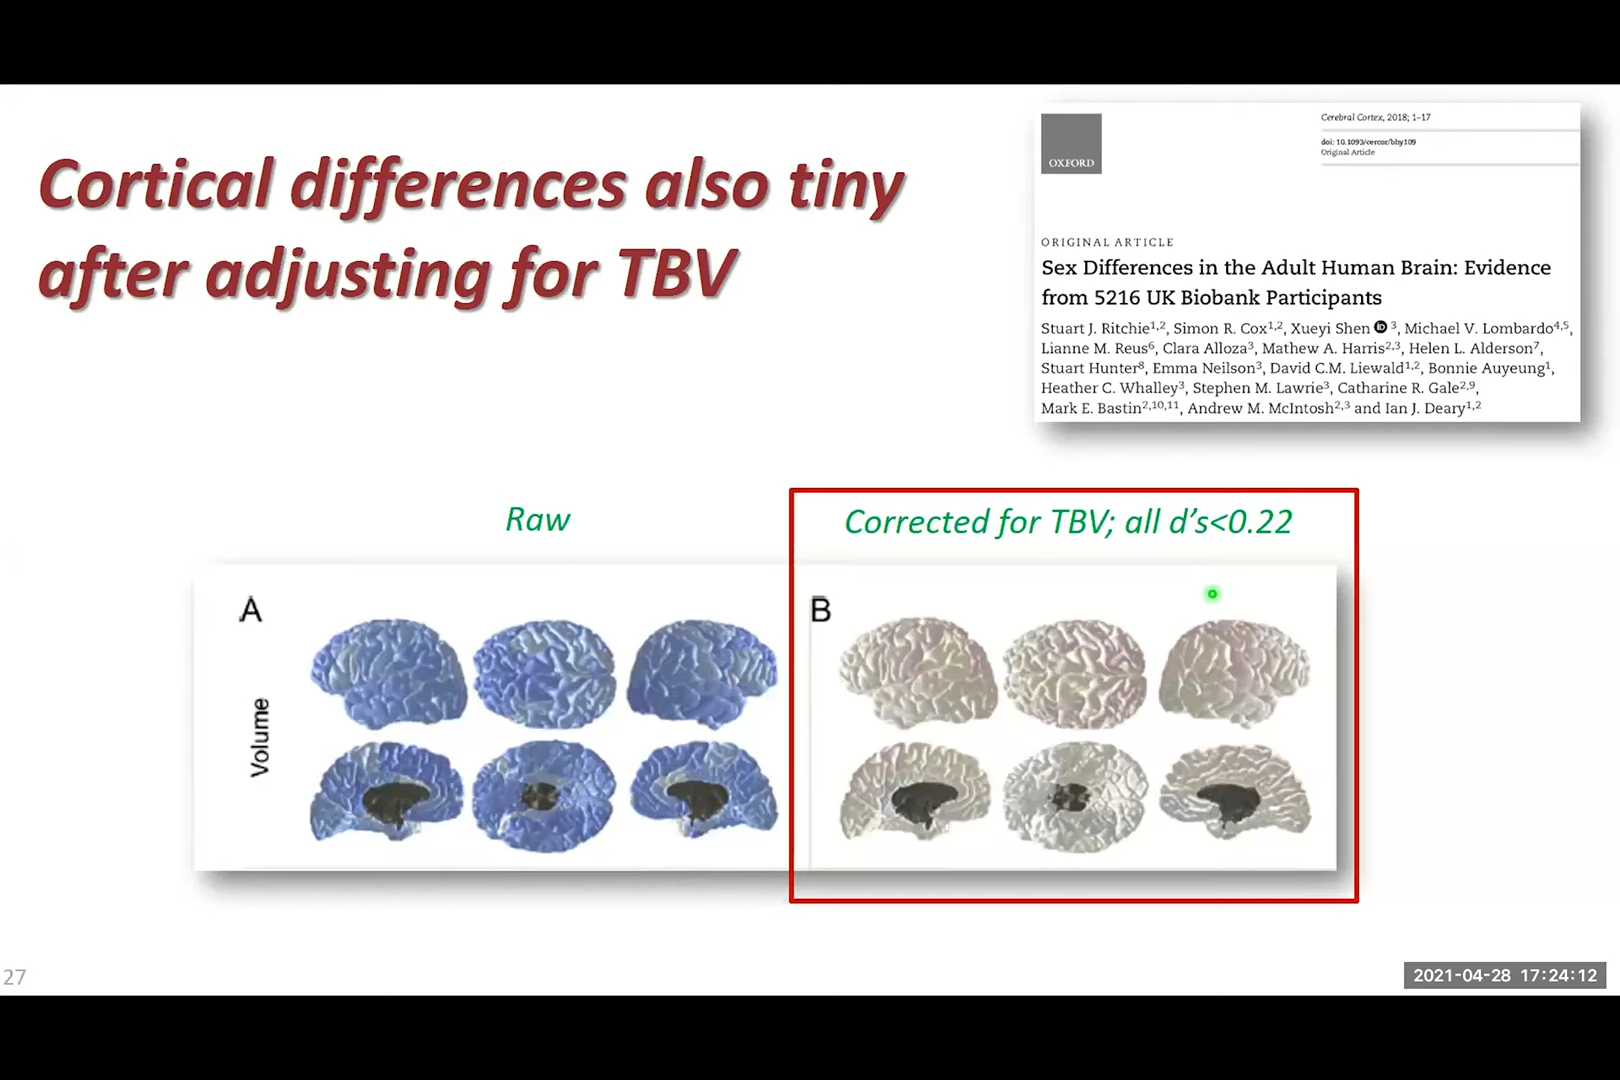 Cortical differences also tiny
after adjusting for TBV
OXFORD
Cerebral Cortex, 2018; 1–17
doi: 10.1093/cercor/bhy109
Original Article
ORIGINAL ARTICLE
Sex Differences in the Adult Human Brain: Evidence
from 5216 UK Biobank Participants
Stuart J. Ritchie1,2, Simon R. Cox1,2, Xueyi Shen iD 3, Michael V. Lombardo4,5,
Lianne M. Reus6, Clara Alloza3, Mathew A. Harris2,3, Helen L. Alderson7,
Stuart Hunter8, Emma Neilson3, David C.M. Liewald1,2, Bonnie Auyeung1,
Heather C. Whalley3, Stephen M. Lawrie3, Catharine R. Gale2,9,
Mark E. Bastin2,10,11, Andrew M. McIntosh2,3 and Ian J. Deary1,2
Raw
Corrected for TBV; all d's<0.22
A
B
Volume
27
2021-04-28 17:24:12